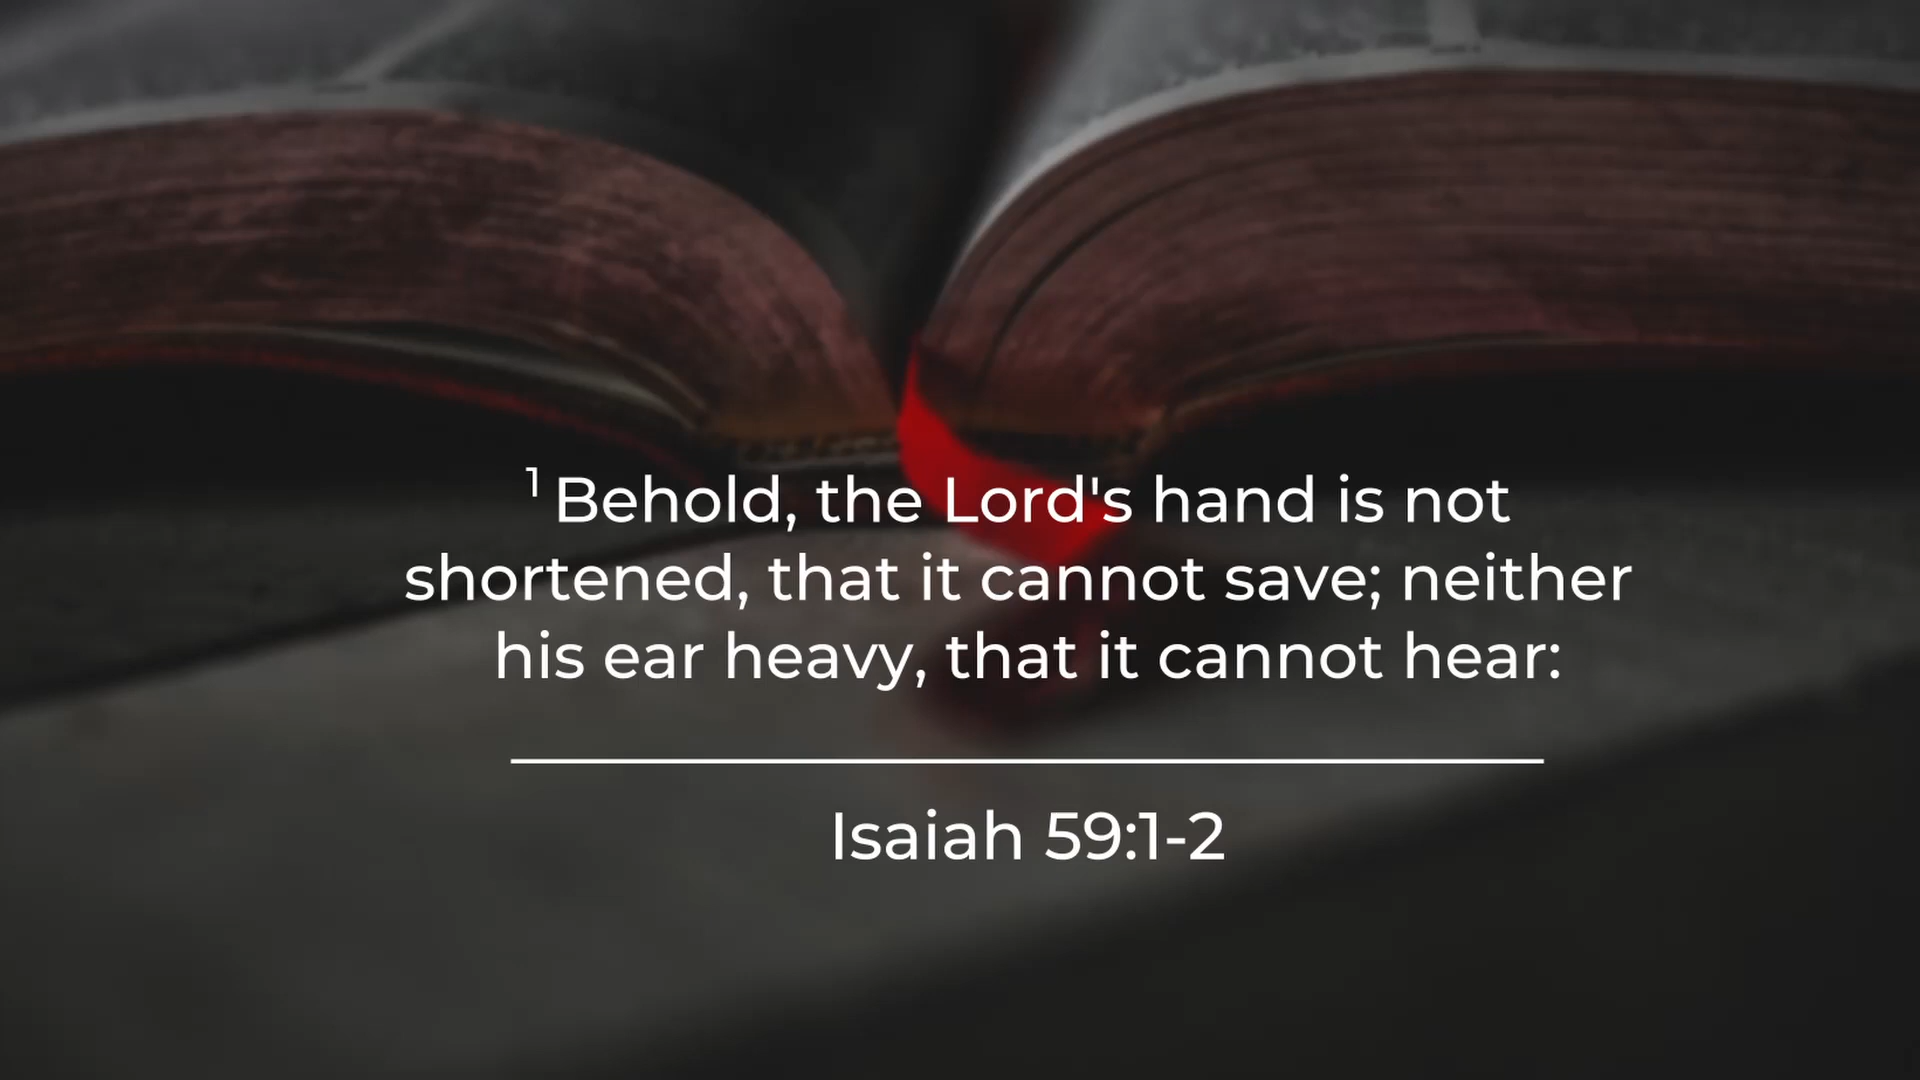 1 Behold, the Lord's hand is not
shortened, that it cannot save; neither
his ear heavy, that it cannot hear:
Isaiah 59:1-2